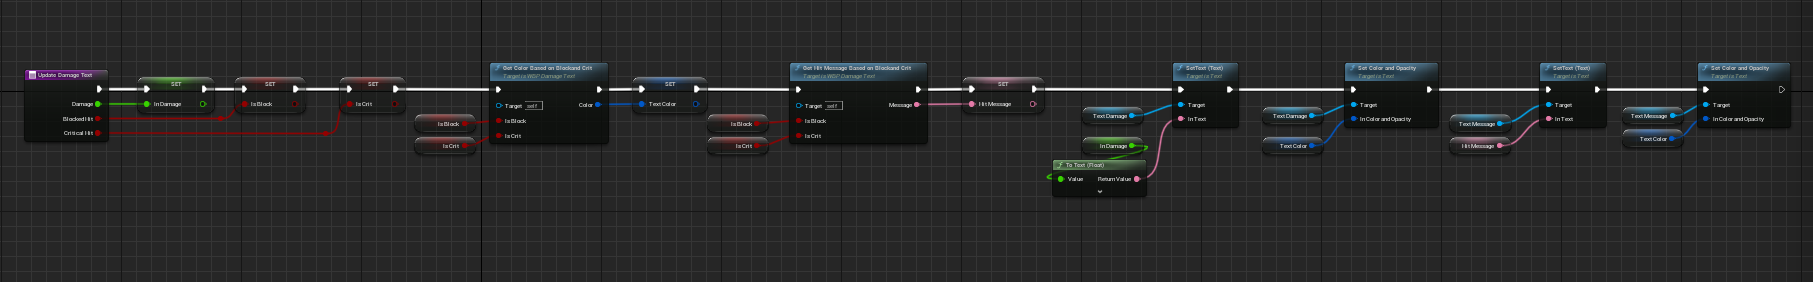 Update Damage Text
Damage
Blocked Hit
Critical Hit
SET
In Damage
SET
Is Block
SET
Is Crit
Is Block
Is Crit
Get Color Based on Block and Crit
Target is WBP Damage Text
Target self
Color
Is Block
Is Crit
SET
Text Color
Is Block
Is Crit
Get Hit Message Based on Block and Crit
Target is WBP Damage Text
Target self
Message
Is Block
Is Crit
SET
Hit Message
Text Damage
In Damage
To Text (Float)
Value
Return Value
SetText (Text)
Target is Text
Target
In Text
Text Damage
Text Color
Set Color and Opacity
Target is Text
Target
In Color and Opacity
Text Message
Hit Message
SetText (Text)
Target is Text
Target
In Text
Text Message
Text Color
Set Color and Opacity
Target is Text
Target
In Color and Opacity